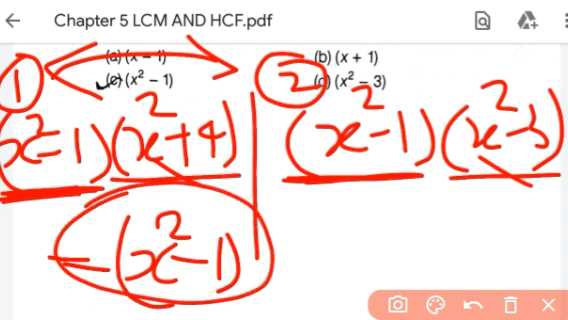 Chapter 5 LCM AND HCF.pdf
(a) (x – 1) (b) (x + 1)
(c) (x² – 1) (d) (x² – 3)
1 2
(x²-1)(x²+4) (x²-1)(x²-3)
= (x²-1)